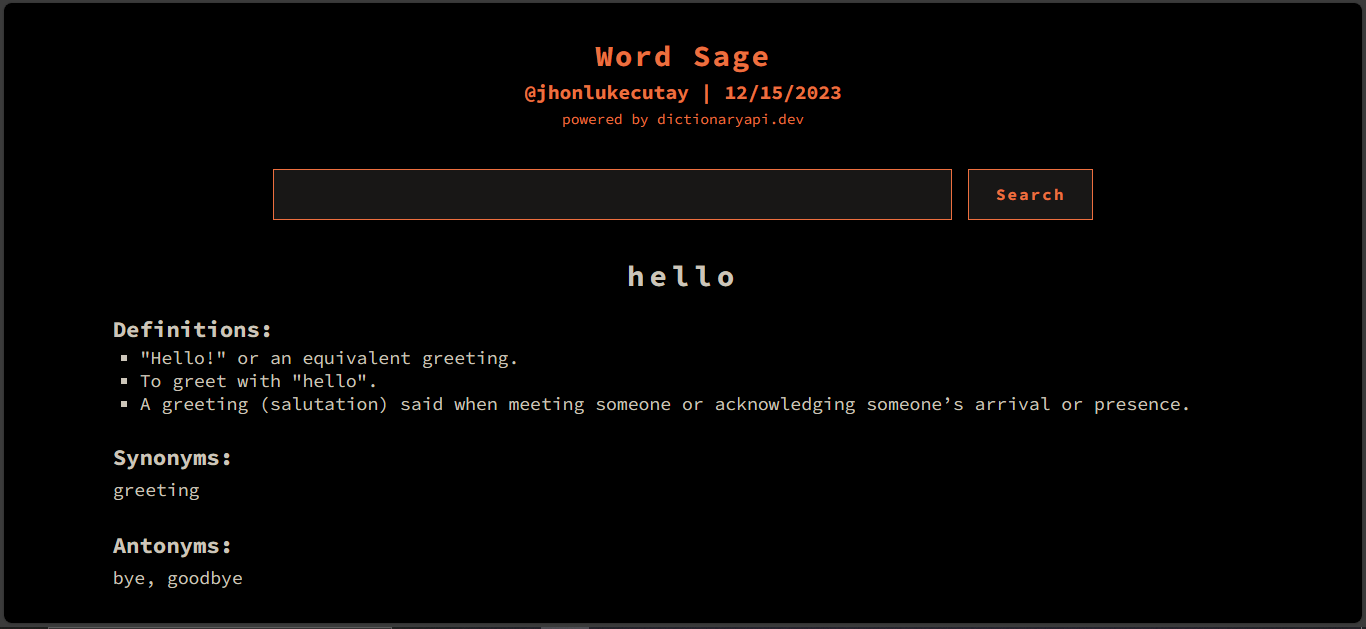 Word Sage
@jhonlukecutay | 12/15/2023
powered by dictionaryapi.dev
Search
hello
Definitions:
"Hello!" or an equivalent greeting.
To greet with "hello".
A greeting (salutation) said when meeting someone or acknowledging someone’s arrival or presence.
Synonyms:
greeting
Antonyms:
bye, goodbye